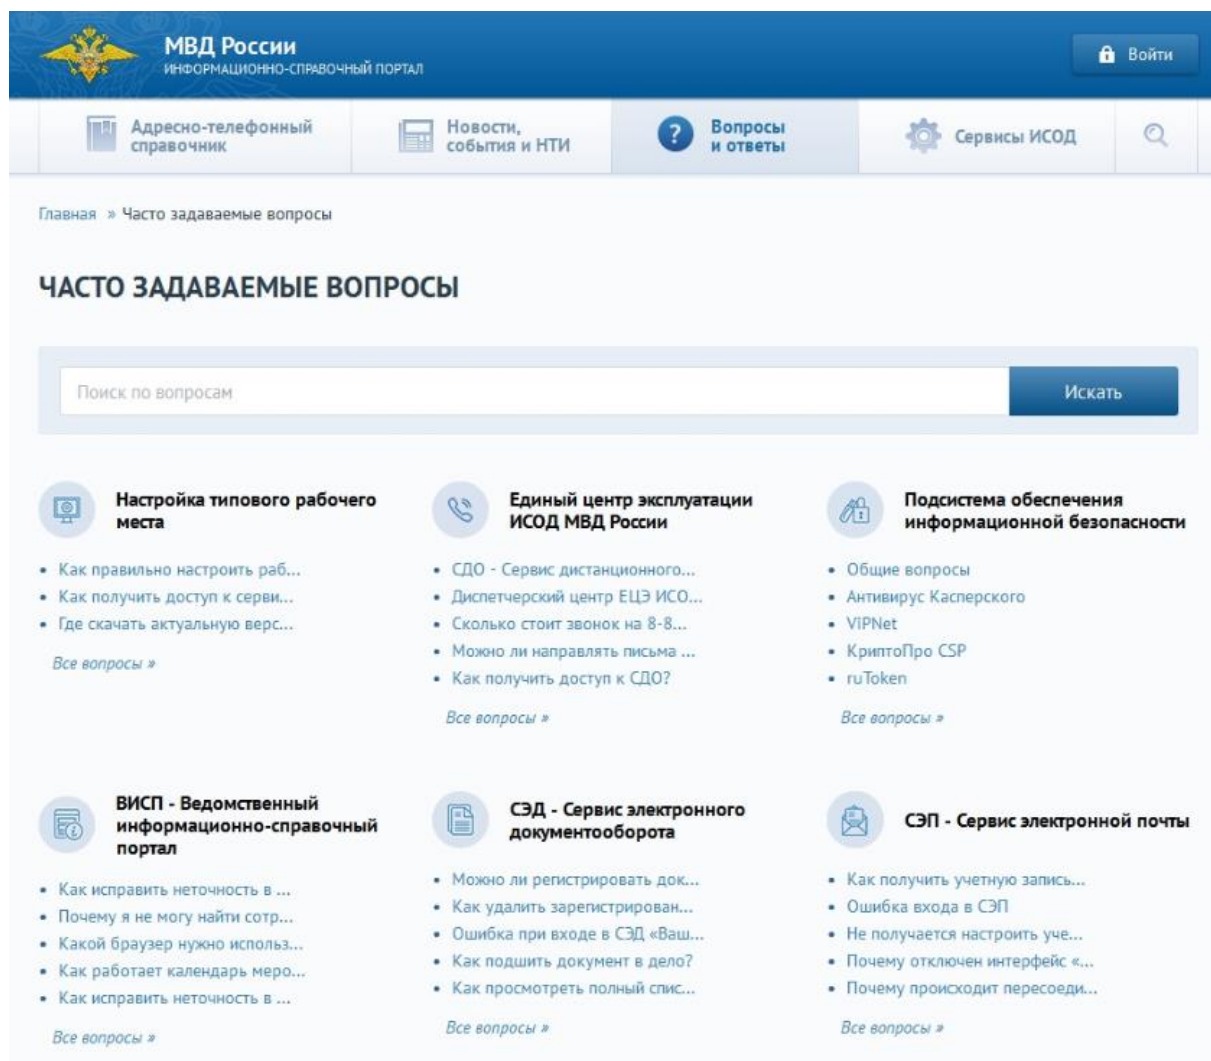 МВД России
ИНФОРМАЦИОННО-СПРАВОЧНЫЙ ПОРТАЛ
Войти
Адресно-телефонный
справочник
Новости,
события и НТИ
Вопросы
и ответы
Сервисы ИСОД
Главная » Часто задаваемые вопросы
ЧАСТО ЗАДАВАЕМЫЕ ВОПРОСЫ
Поиск по вопросам
Искать
Настройка типового рабочего
места
• Как правильно настроить раб...
• Как получить доступ к серви...
• Где скачать актуальную верс...
Все вопросы »
Единый центр эксплуатации
ИСОД МВД России
• СДО - Сервис дистанционного...
• Диспетчерский центр ЕЦЭ ИСО...
• Сколько стоит звонок на 8-8...
• Можно ли направлять письма ...
• Как получить доступ к СДО?
Все вопросы »
Подсистема обеспечения
информационной безопасности
• Общие вопросы
• Антивирус Касперского
• ViPNet
• КриптоПро CSP
• ruToken
Все вопросы »
ВИСП - Ведомственный
информационно-справочный
портал
• Как исправить неточность в ...
• Почему я не могу найти сотр...
• Какой браузер нужно использ...
• Как работает календарь меро...
• Как исправить неточность в ...
Все вопросы »
СЭД - Сервис электронного
документооборота
• Можно ли регистрировать док...
• Как удалить зарегистрирован...
• Ошибка при входе в СЭД «Ваш...
• Как подшить документ в дело?
• Как просмотреть полный спис...
Все вопросы »
СЭП - Сервис электронной почты
• Как получить учетную запись...
• Ошибка входа в СЭП
• Не получается настроить уче...
• Почему отключен интерфейс «...
• Почему происходит пересоеди...
Все вопросы »